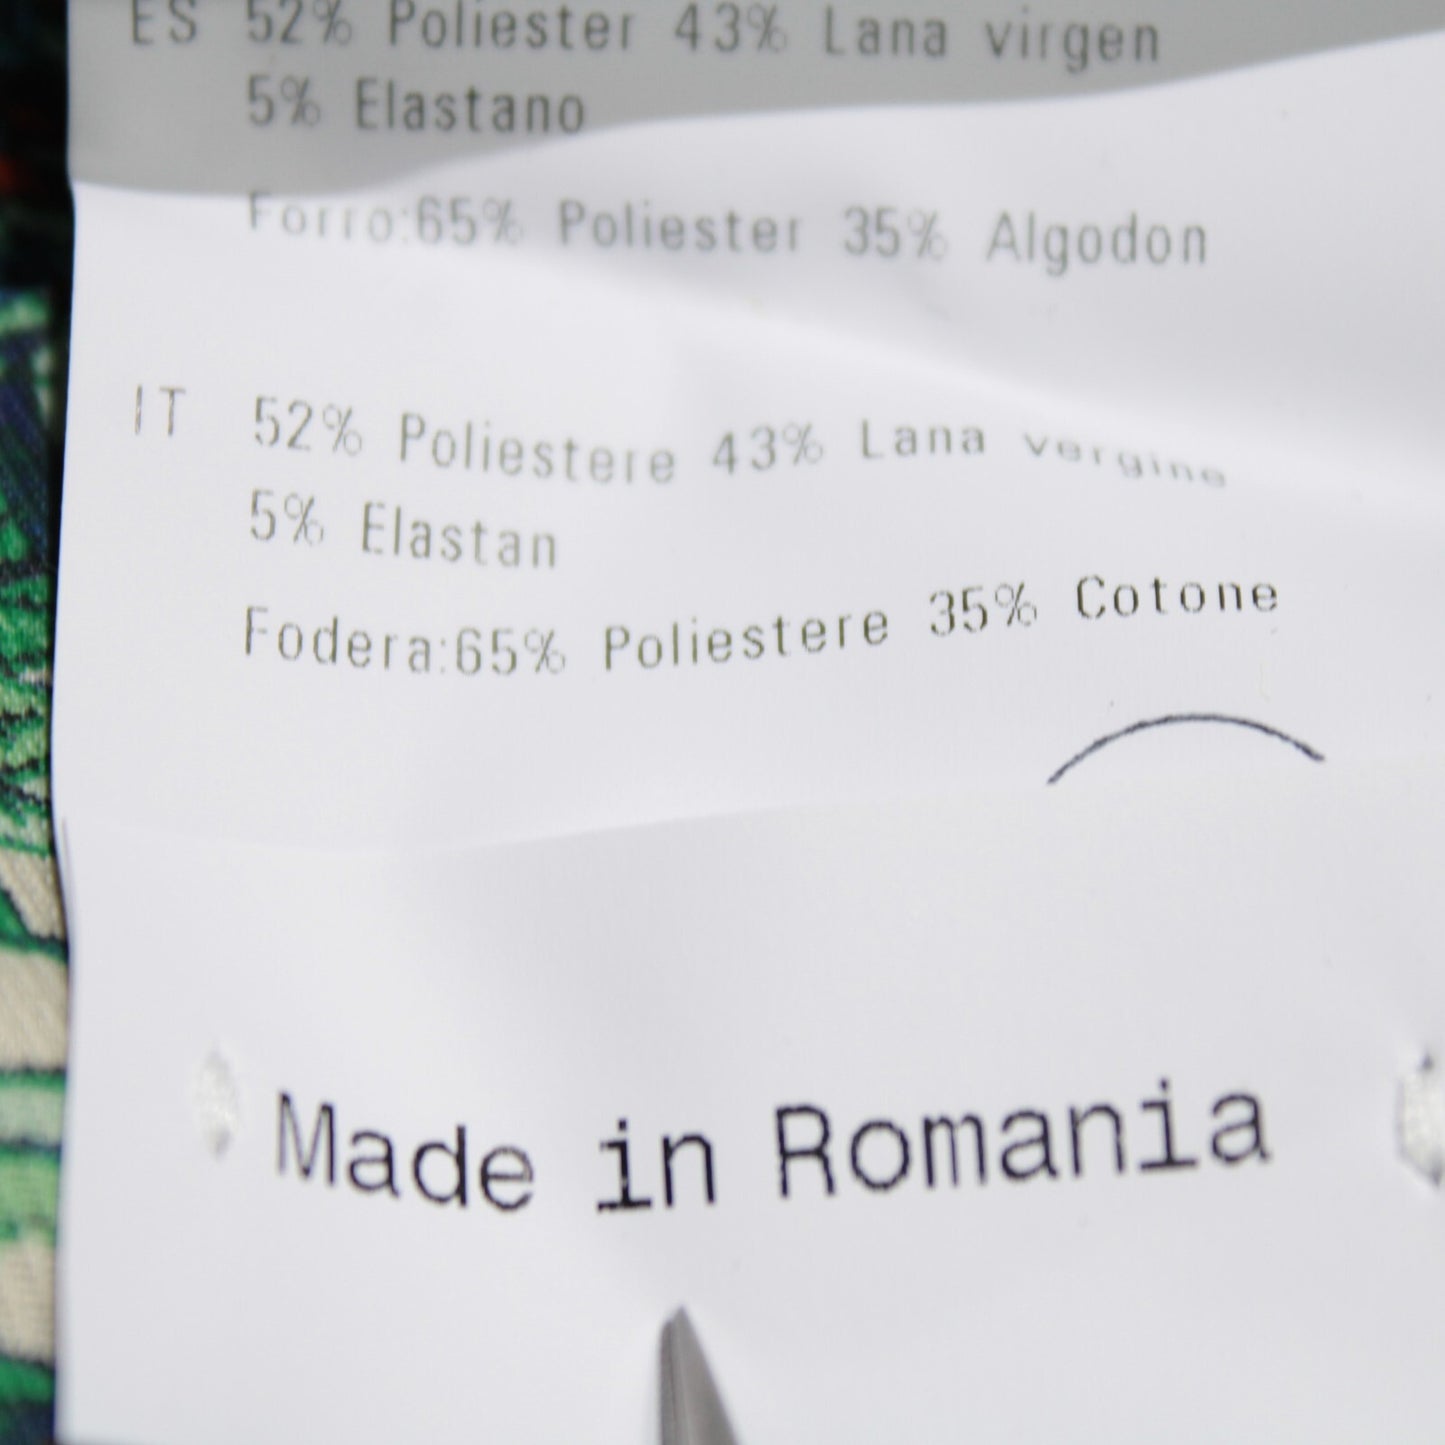 ES 52% Poliester 43% Lana virgen
5% Elastano
Forro:65% Poliester 35% Algodon
IT 52% Poliestere 43% Lana vergine
5% Elastan
Fodera:65% Poliestere 35% Cotone
Made in Romania